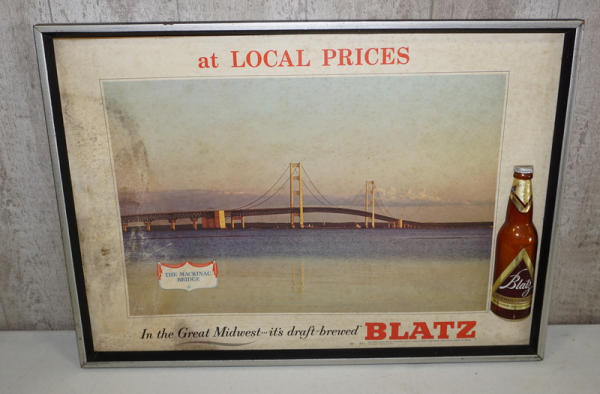 at LOCAL PRICES
THE MACKINAC
BRIDGE
Blatz
In the Great Midwest--it's draft-brewed BLATZ